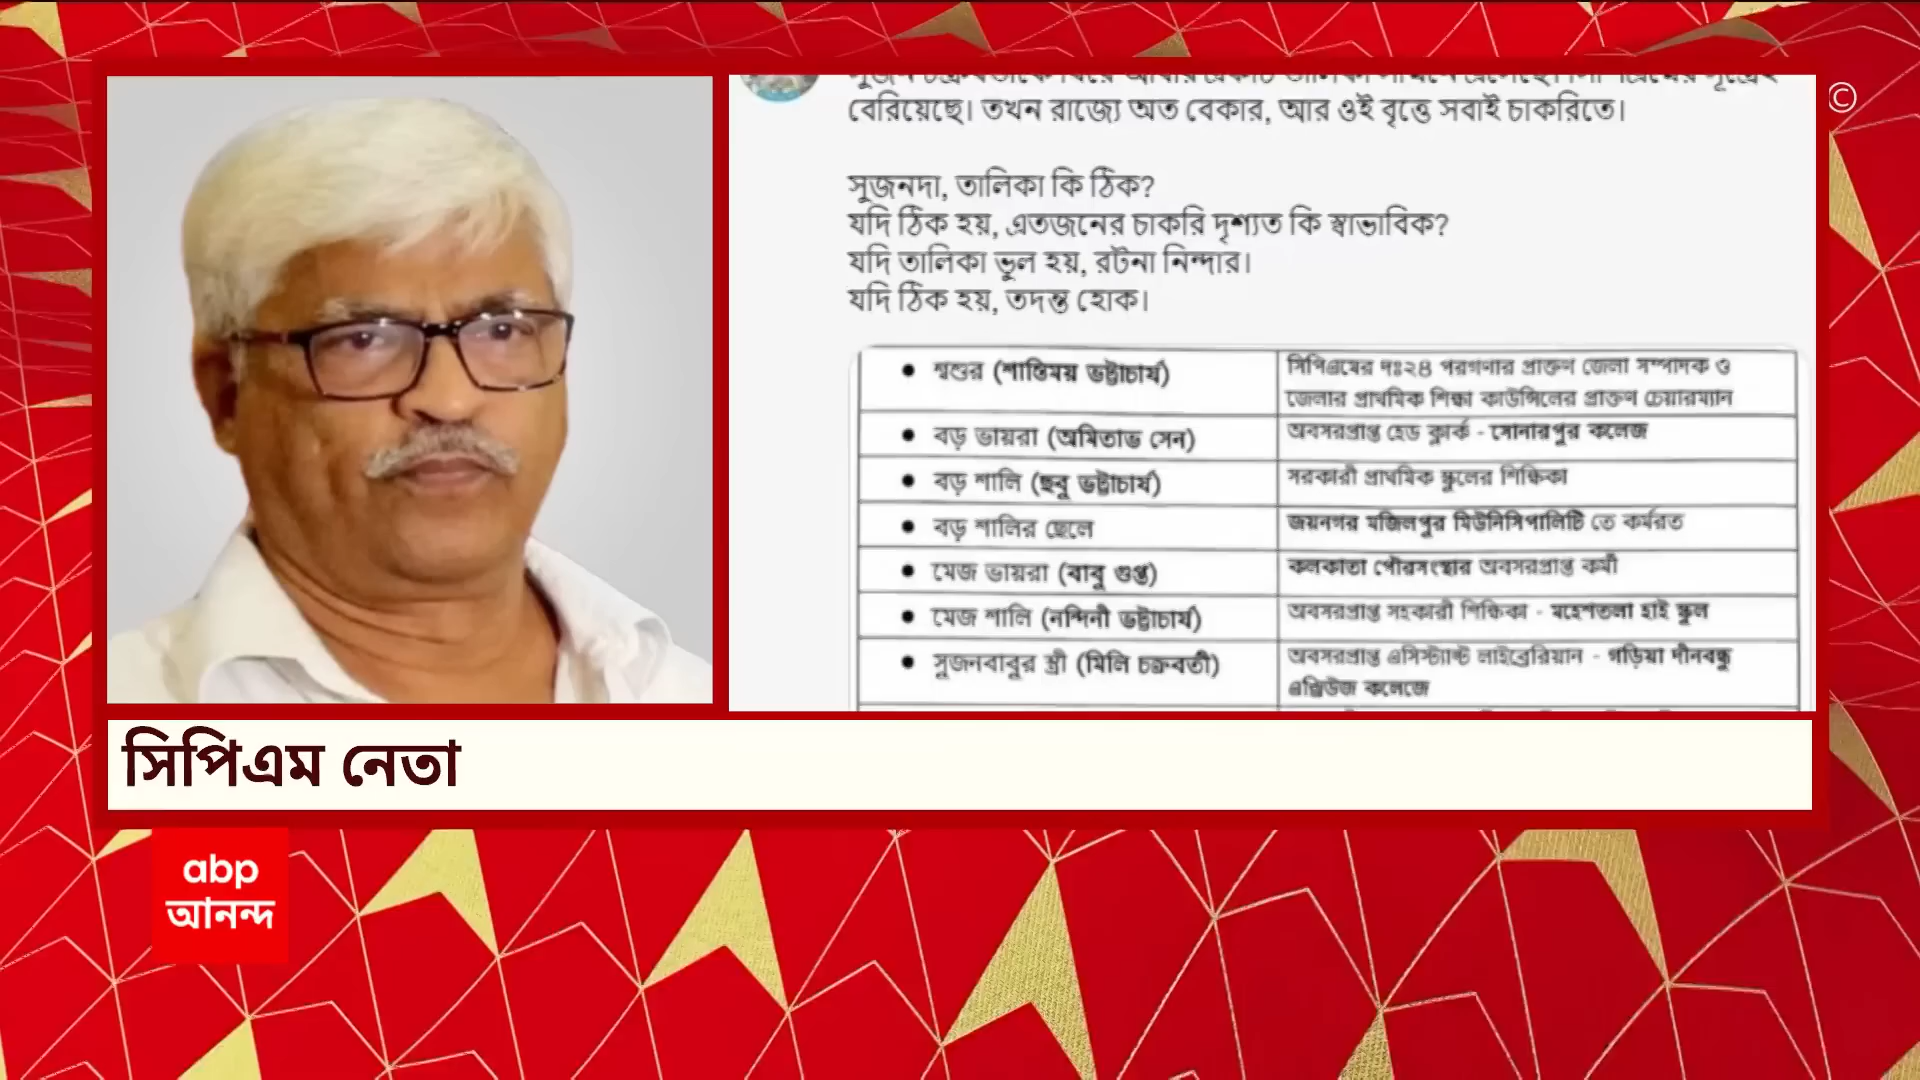 বেরিয়েছে। তখন রাজ্যে অত বেকার, আর ওই বৃত্তে সবাই চাকরিতে।
সুজনদা, তালিকা কি ঠিক?
যদি ঠিক হয়, এতজনের চাকরি দৃশ্যত কি স্বাভাবিক?
যদি তালিকা ভুল হয়, রটনা নিন্দার।
যদি ঠিক হয়, তদন্ত হোক।
• শ্বশুর (শান্তিময় ভট্টাচার্য)
সিপিএমের দঃ২৪ পরগণার প্রাক্তণ জেলা সম্পাদক ও
জেলার প্রাথমিক শিক্ষা কাউন্সিলের প্রাক্তণ চেয়ারম্যান
• বড় ভায়রা (অমিতাভ সেন)
অবসরপ্রাপ্ত হেড ক্লার্ক - সোনারপুর কলেজ
• বড় শালি (ছবু ভট্টাচার্য)
সরকারী প্রাথমিক স্কুলের শিক্ষিকা
• বড় শালির ছেলে
জয়নগর মজিলপুর মিউনিসিপালিটি তে কর্মরত
• মেজ ভায়রা (বাবু গুপ্ত)
কলকাতা পৌরসংস্থার অবসরপ্রাপ্ত কর্মী
• মেজ শালি (নন্দিনী ভট্টাচার্য)
অবসরপ্রাপ্ত সহকারী শিক্ষিকা - মহেশতলা হাই স্কুল
• সুজনবাবুর স্ত্রী (মিলি চক্রবর্তী)
অবসরপ্রাপ্ত এসিস্ট্যান্ট লাইব্রেরিয়ান - গড়িয়া দীনবন্ধু
এন্ড্রিউজ কলেজে
©
সিপিএম নেতা
abp
আনন্দ